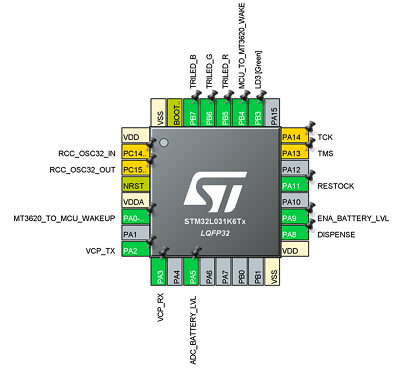 TRILED_B
TRILED_G
TRILED_R
MCU_TO_MT3620_WAKE
LD3 [Green]
VSS
BOOT..
PB7
PB6
PB5
PB4
PB3
PA15
VDD
RCC_OSC32_IN
PC14..
RCC_OSC32_OUT
PC15..
NRST
VDDA
MT3620_TO_MCU_WAKEUP
PA0-..
PA1
VCP_TX
PA2
STM32L031K6Tx
LQFP32
PA14
TCK
PA13
TMS
PA12
PA11
RESTOCK
PA10
PA9
ENA_BATTERY_LVL
PA8
DISPENSE
VDD
PA3
PA4
PA5
PA6
PA7
PB0
PB1
VSS
VCP_RX
ADC_BATTERY_LVL